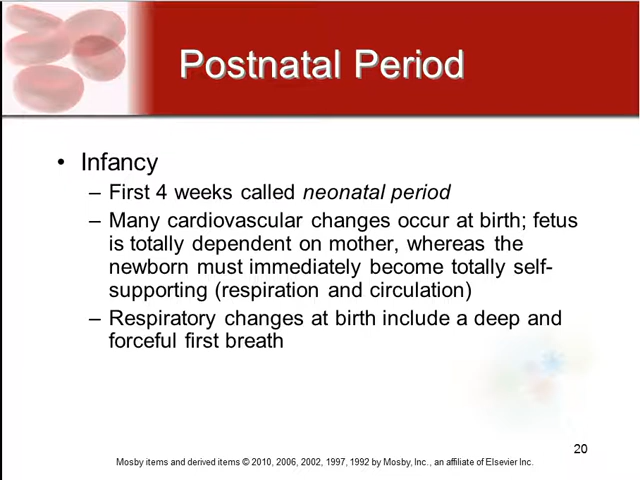 Postnatal Period
• Infancy
– First 4 weeks called neonatal period
– Many cardiovascular changes occur at birth; fetus
is totally dependent on mother, whereas the
newborn must immediately become totally self-
supporting (respiration and circulation)
– Respiratory changes at birth include a deep and
forceful first breath
20
Mosby items and derived items © 2010, 2006, 2002, 1997, 1992 by Mosby, Inc., an affiliate of Elsevier Inc.